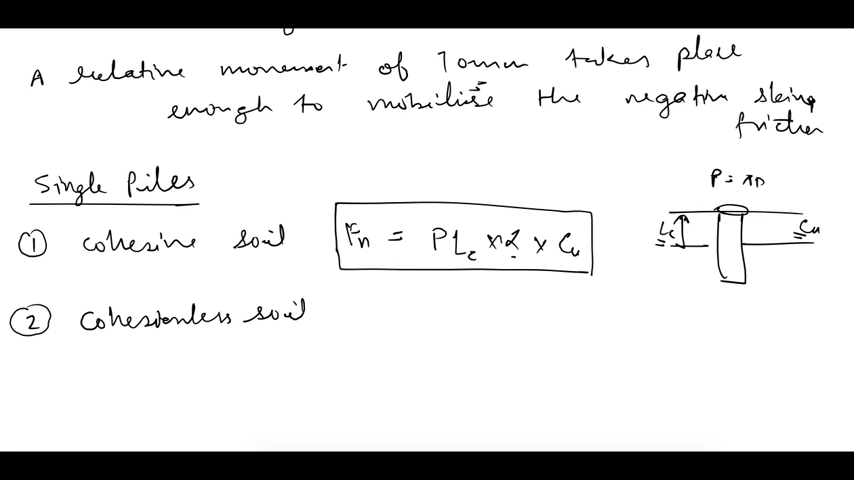 A relative movement of 10mm takes place
enough to mobilise the negative skin
friction
Single Piles
P = πD
① cohesive soil Fn = PLc × α × Cu
Lc Cu
② Cohesionless soil